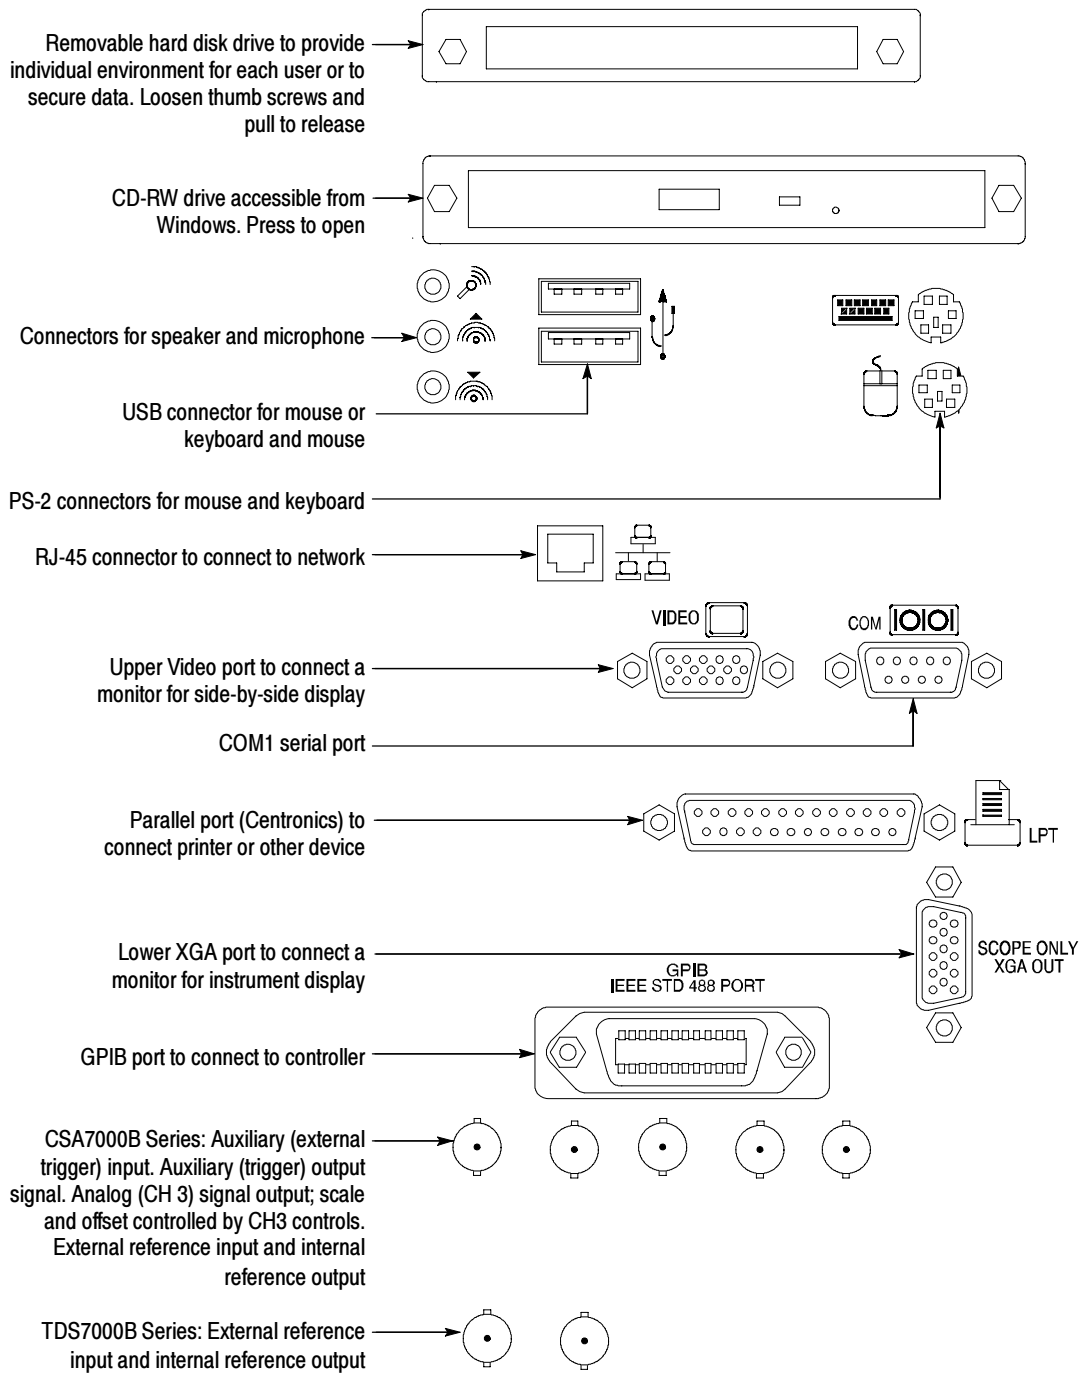 Removable hard disk drive to provide
individual environment for each user or to
secure data. Loosen thumb screws and
pull to release
CD-RW drive accessible from
Windows. Press to open
Connectors for speaker and microphone
USB connector for mouse or
keyboard and mouse
PS-2 connectors for mouse and keyboard
RJ-45 connector to connect to network
VIDEO
COM |O|O|
Upper Video port to connect a
monitor for side-by-side display
COM1 serial port
Parallel port (Centronics) to
connect printer or other device
LPT
Lower XGA port to connect a
monitor for instrument display
SCOPE ONLY
XGA OUT
GPIB
IEEE STD 488 PORT
GPIB port to connect to controller
CSA7000B Series: Auxiliary (external
trigger) input. Auxiliary (trigger) output
signal. Analog (CH 3) signal output; scale
and offset controlled by CH3 controls.
External reference input and internal
reference output
TDS7000B Series: External reference
input and internal reference output